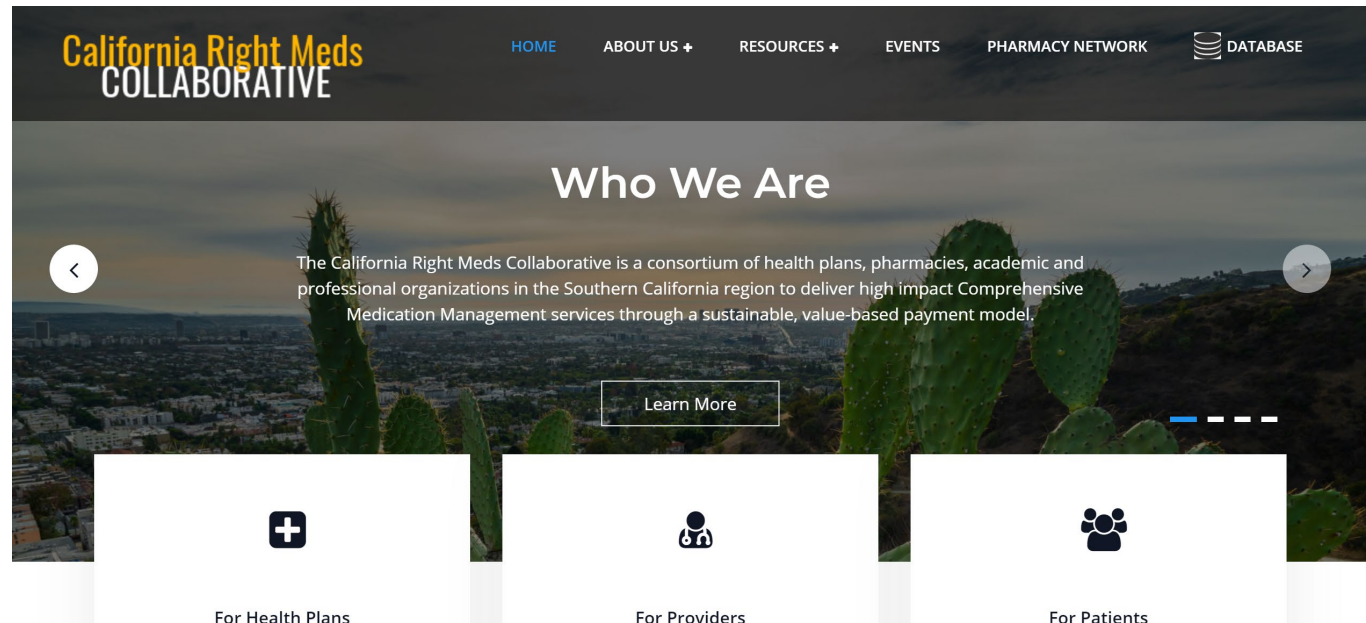 California Right Meds
COLLABORATIVE
HOME ABOUT US + RESOURCES + EVENTS PHARMACY NETWORK DATABASE
Who We Are
The California Right Meds Collaborative is a consortium of health plans, pharmacies, academic and
professional organizations in the Southern California region to deliver high impact Comprehensive
Medication Management services through a sustainable, value-based payment model.
Learn More
For Health Plans
For Providers
For Patients